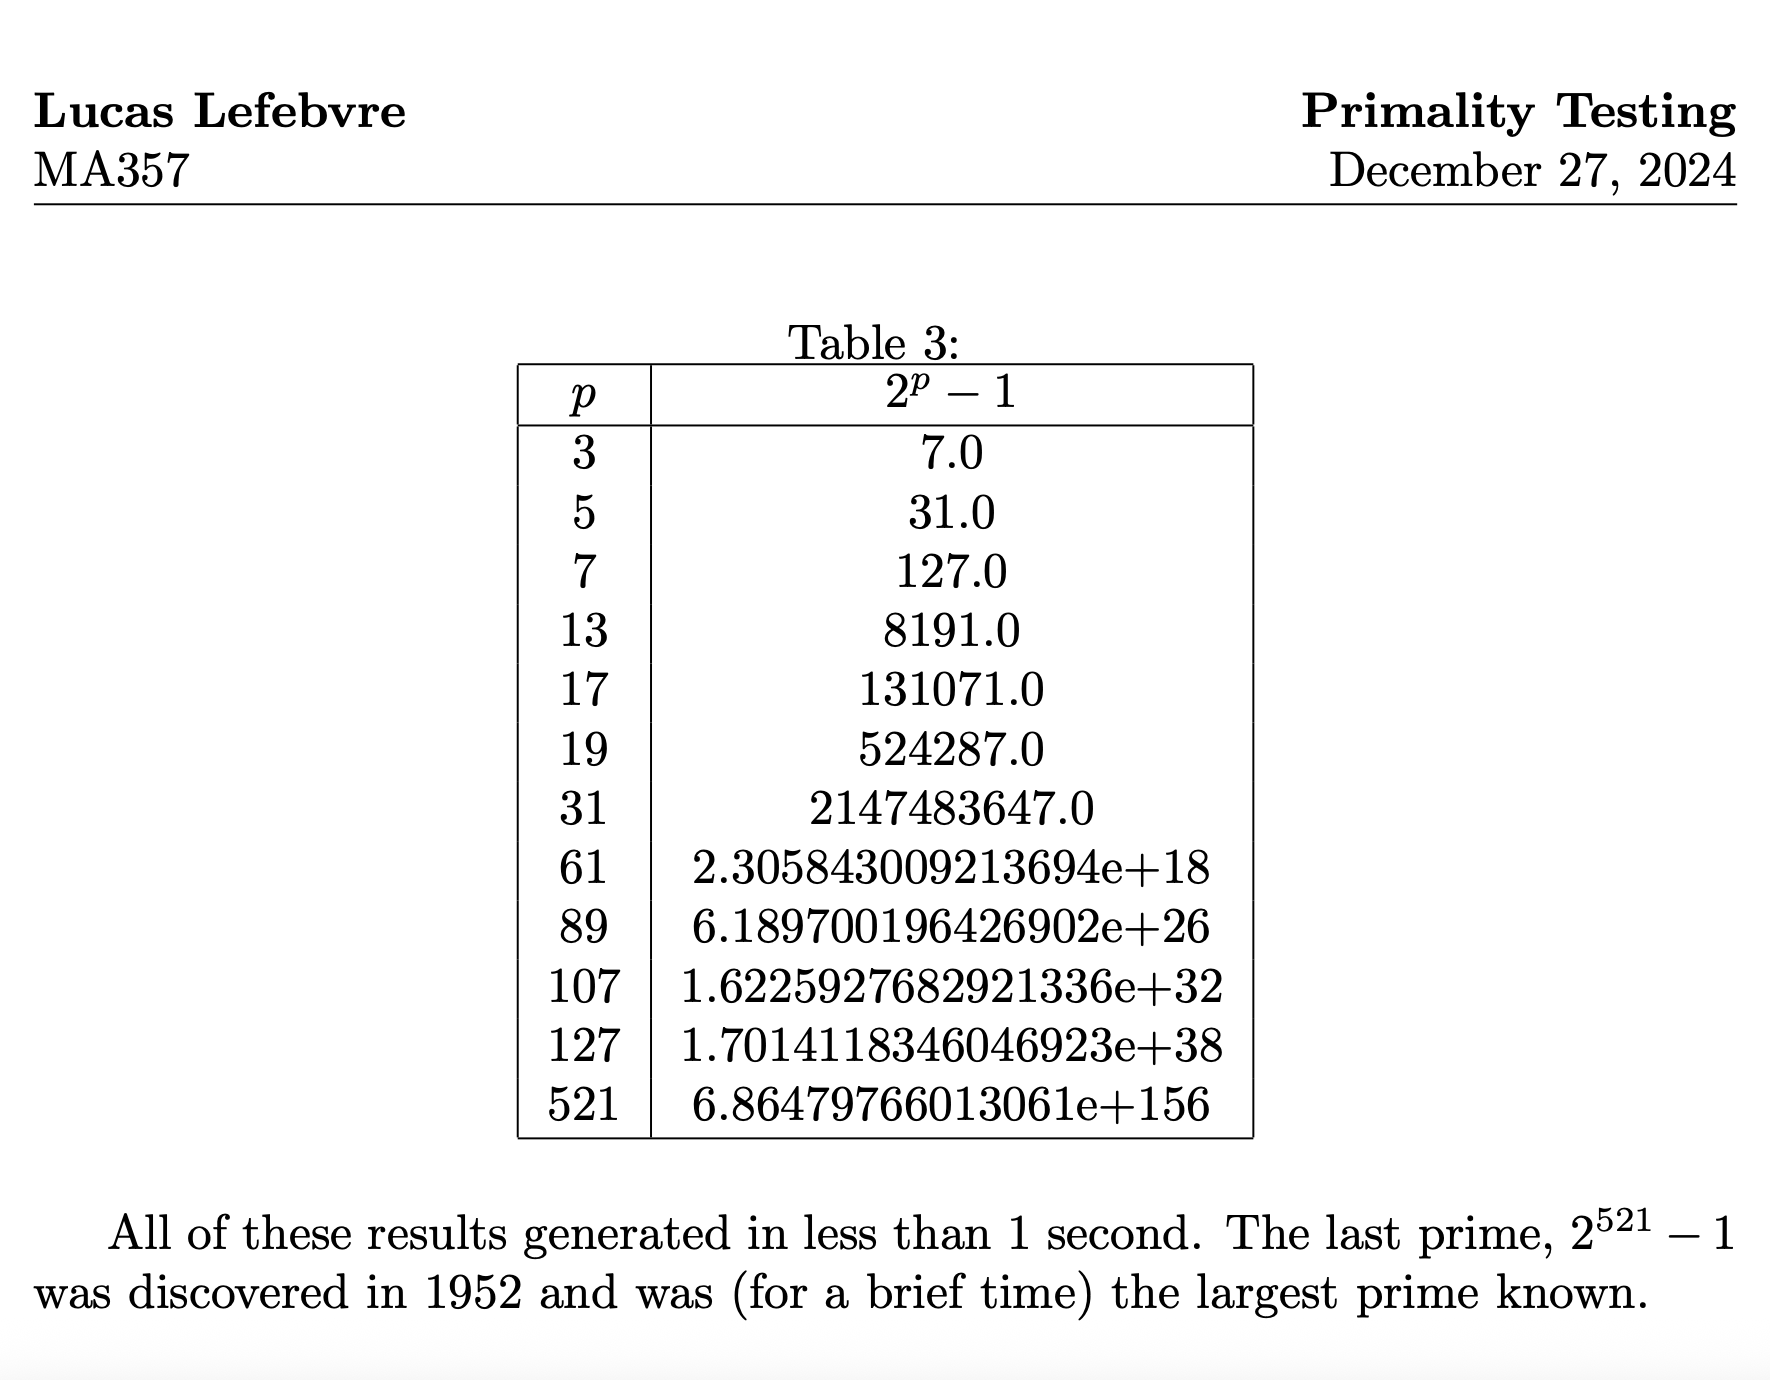 Lucas Lefebvre Primality Testing
MA357 December 27, 2024
Table 3:
p 2^p − 1
3 7.0
5 31.0
7 127.0
13 8191.0
17 131071.0
19 524287.0
31 2147483647.0
61 2.305843009213694e+18
89 6.189700196426902e+26
107 1.6225927682921336e+32
127 1.7014118346046923e+38
521 6.86479766013061e+156
All of these results generated in less than 1 second. The last prime, 2^521 − 1
was discovered in 1952 and was (for a brief time) the largest prime known.